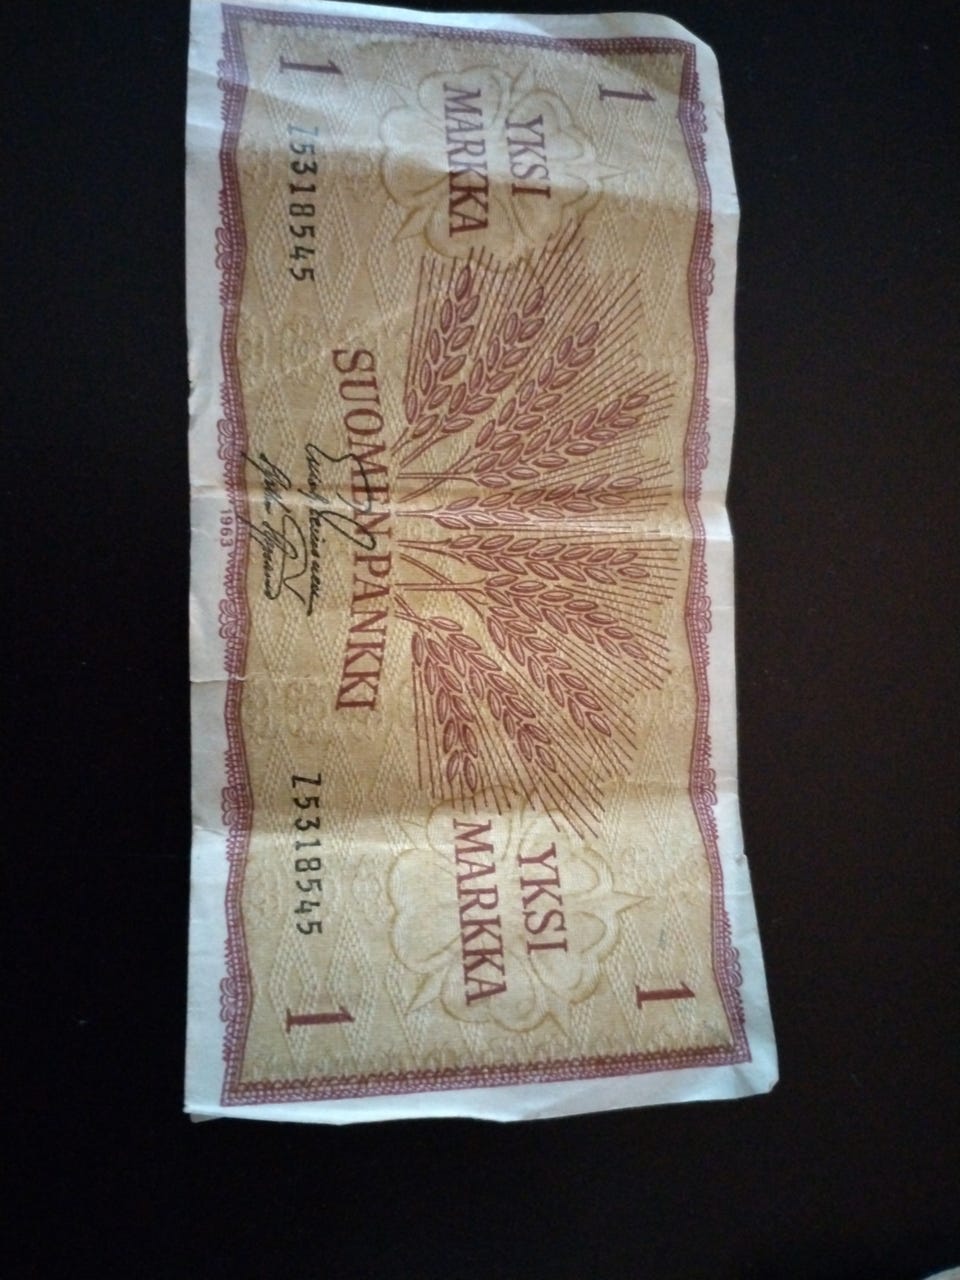 1 1
YKSI MARKKA YKSI MARKKA
SUOMEN PANKKI
Z5318545 Z5318545
1 1
1963